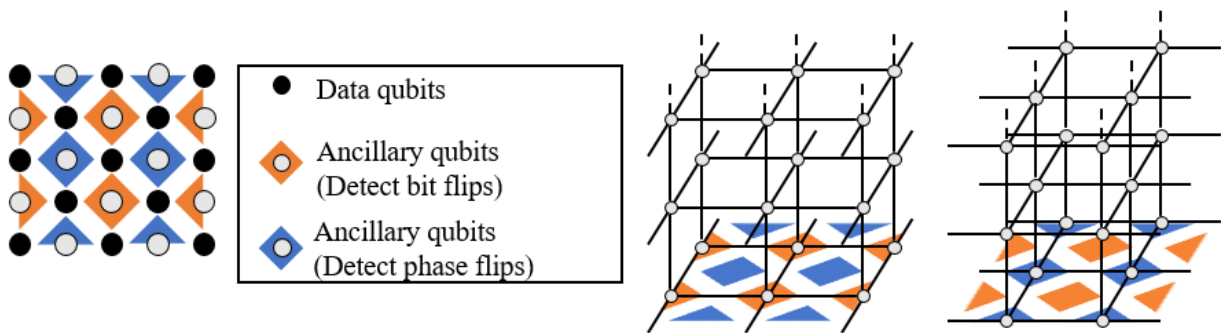 Data qubits
Ancillary qubits
(Detect bit flips)
Ancillary qubits
(Detect phase flips)